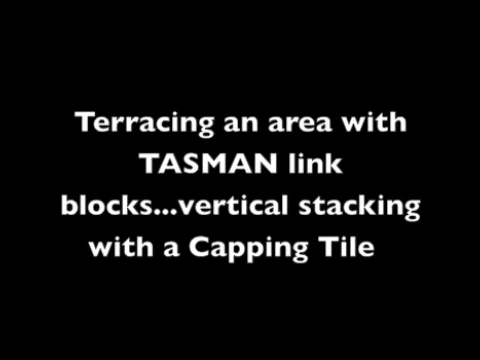 Terracing an area with
TASMAN link
blocks...vertical stacking
with a Capping Tile